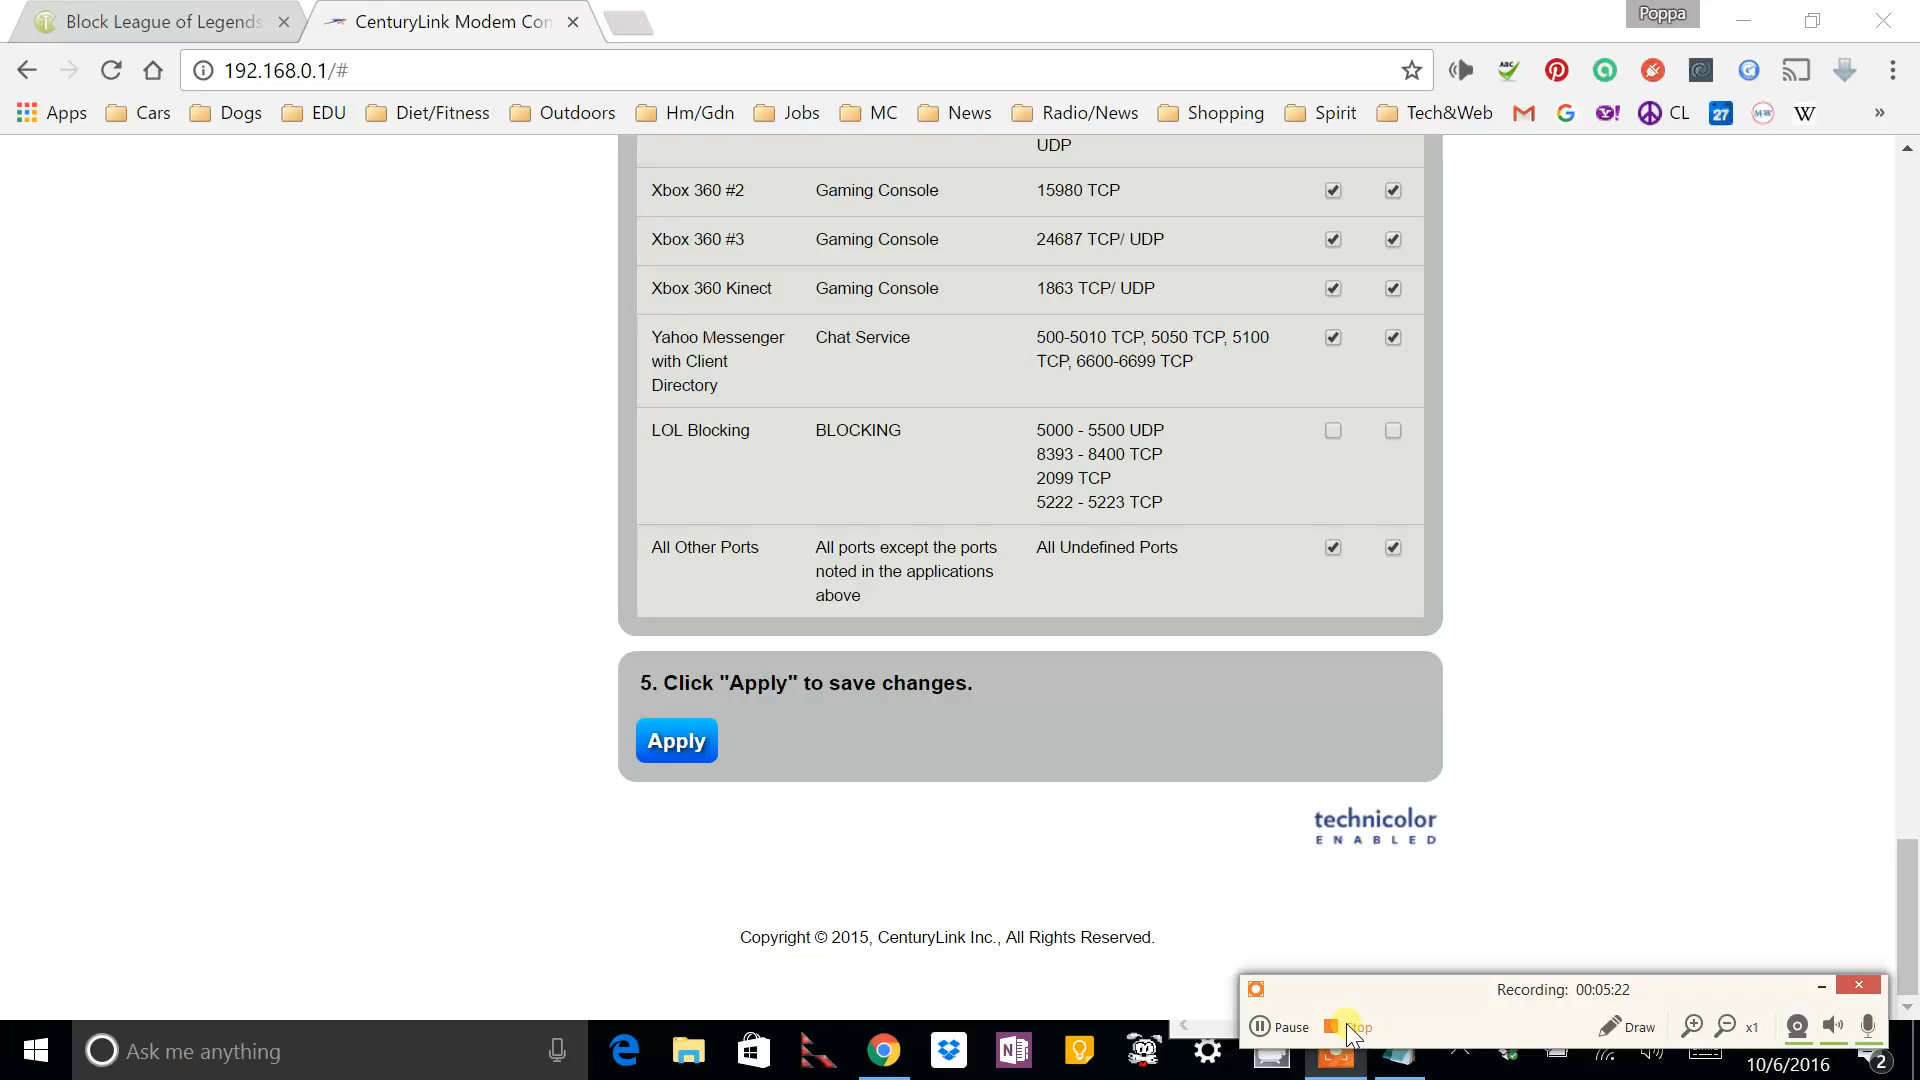 Block League of Legends
CenturyLink Modem Con
Poppa
192.168.0.1/#
Apps Cars Dogs EDU Diet/Fitness Outdoors Hm/Gdn Jobs MC News Radio/News Shopping Spirit Tech&Web CL 27 W »
UDP
Xbox 360 #2 Gaming Console 15980 TCP
Xbox 360 #3 Gaming Console 24687 TCP/ UDP
Xbox 360 Kinect Gaming Console 1863 TCP/ UDP
Yahoo Messenger Chat Service 500-5010 TCP, 5050 TCP, 5100
with Client TCP, 6600-6699 TCP
Directory
LOL Blocking BLOCKING 5000 - 5500 UDP
8393 - 8400 TCP
2099 TCP
5222 - 5223 TCP
All Other Ports All ports except the ports All Undefined Ports
noted in the applications
above
5. Click "Apply" to save changes.
Apply
technicolor
ENABLED
Copyright © 2015, CenturyLink Inc., All Rights Reserved.
Recording: 00:05:22
Pause Stop Draw x1
Ask me anything
10/6/2016
2